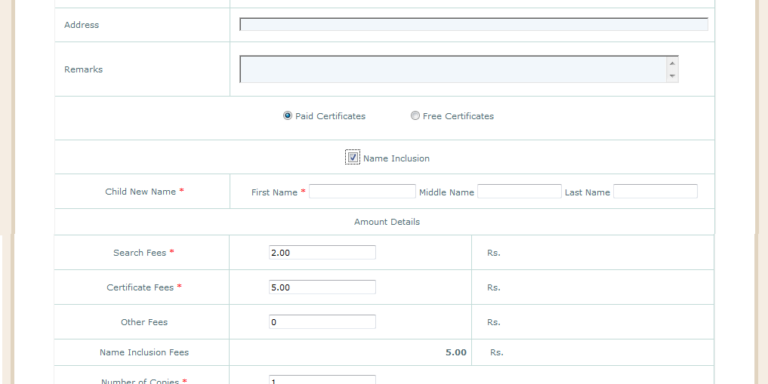 Address
Remarks
Paid Certificates Free Certificates
Name Inclusion
Child New Name * First Name * Middle Name Last Name
Amount Details
Search Fees * 2.00 Rs.
Certificate Fees * 5.00 Rs.
Other Fees 0 Rs.
Name Inclusion Fees 5.00 Rs.
Number of Copies * 1